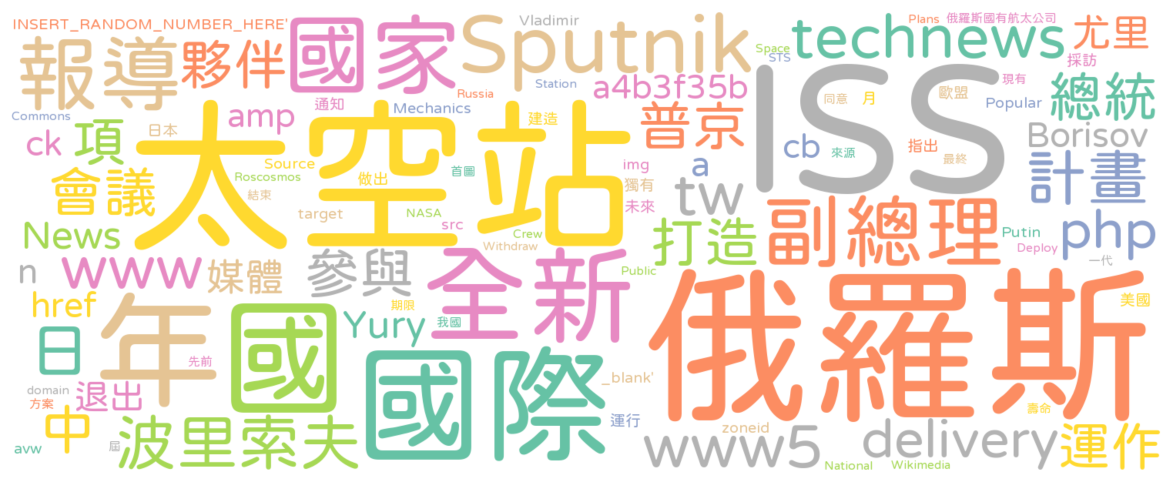 INSERT_RANDOM_NUMBER_HERE'
報導
夥伴
國家
Sputnik
Vladimir
Plans
俄羅斯國有航太公司
technews
尤里
Space
STS
採訪
Commons
通知
Mechanics
Russia
Station
a4b3f35b
ISS
同意
月
歐盟
現有
Popular
總統
ck
項
日本
amp
太空站
建造
普京
cb
來源
指出
最終
Borisov
計畫
會議
Source
Roscosmos
結束
做出
首圖
img
獨有
未來
a
tw
target
NASA
src
Crew
Withdraw
News
打造
副總理
Putin
Deploy
php
一代
n
www
媒體
參與
全新
Public
俄羅斯
美國
href
年
國
期限
Yury
我國
日
先前
國際
_blank'
domain
方案
退出
中
avw
屆
波里索夫
運行
zoneid
www5
delivery
壽命
運作
National
Wikimedia